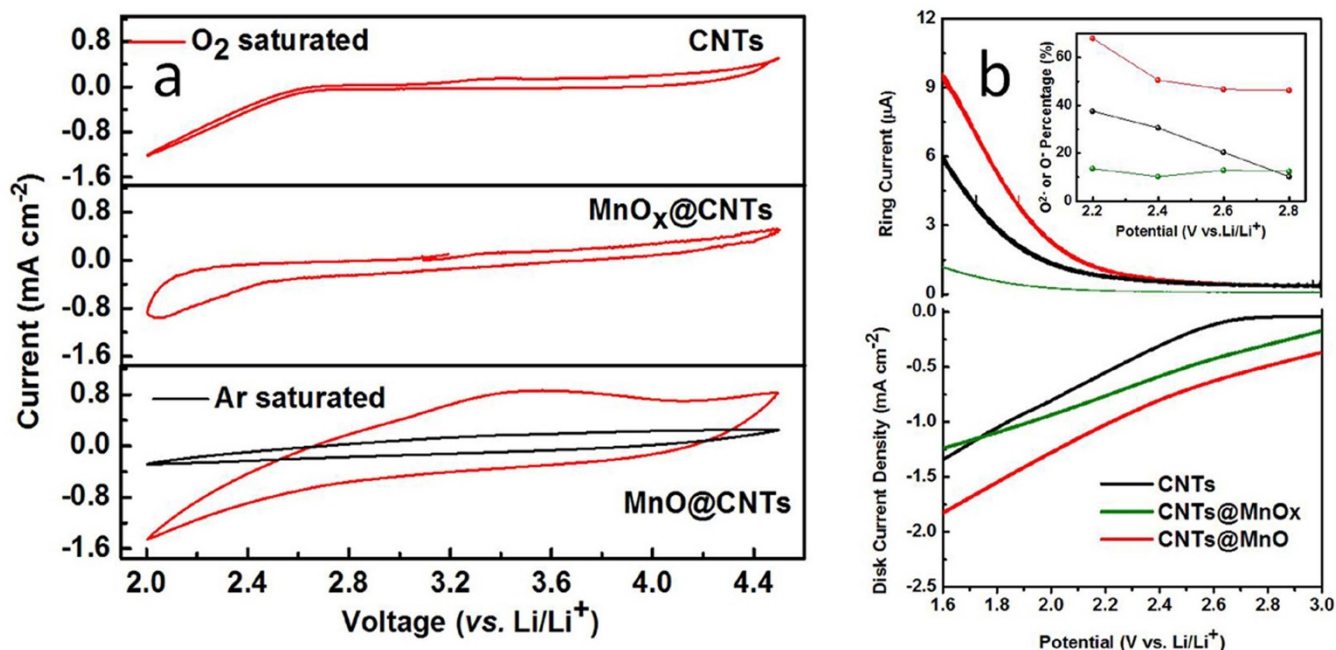 a
O₂ saturated
CNTs
0.8
0.0
-0.8
-1.6
MnOₓ@CNTs
0.8
0.0
-0.8
-1.6
Ar saturated
MnO@CNTs
0.8
0.0
-0.8
-1.6
2.0 2.4 2.8 3.2 3.6 4.0 4.4
Current (mA cm⁻²)
Voltage (vs. Li/Li⁺)
b
12
9
6
3
0
Ring Current (μA)
60
40
20
0
O²⁻ or O⁻ Percentage (%)
2.2 2.4 2.6 2.8
Potential (V vs.Li/Li⁺)
0.0
-0.5
-1.0
-1.5
-2.0
-2.5
Disk Current Density (mA cm⁻²)
CNTs
CNTs@MnOx
CNTs@MnO
1.6 1.8 2.0 2.2 2.4 2.6 2.8 3.0
Potential (V vs. Li/Li⁺)